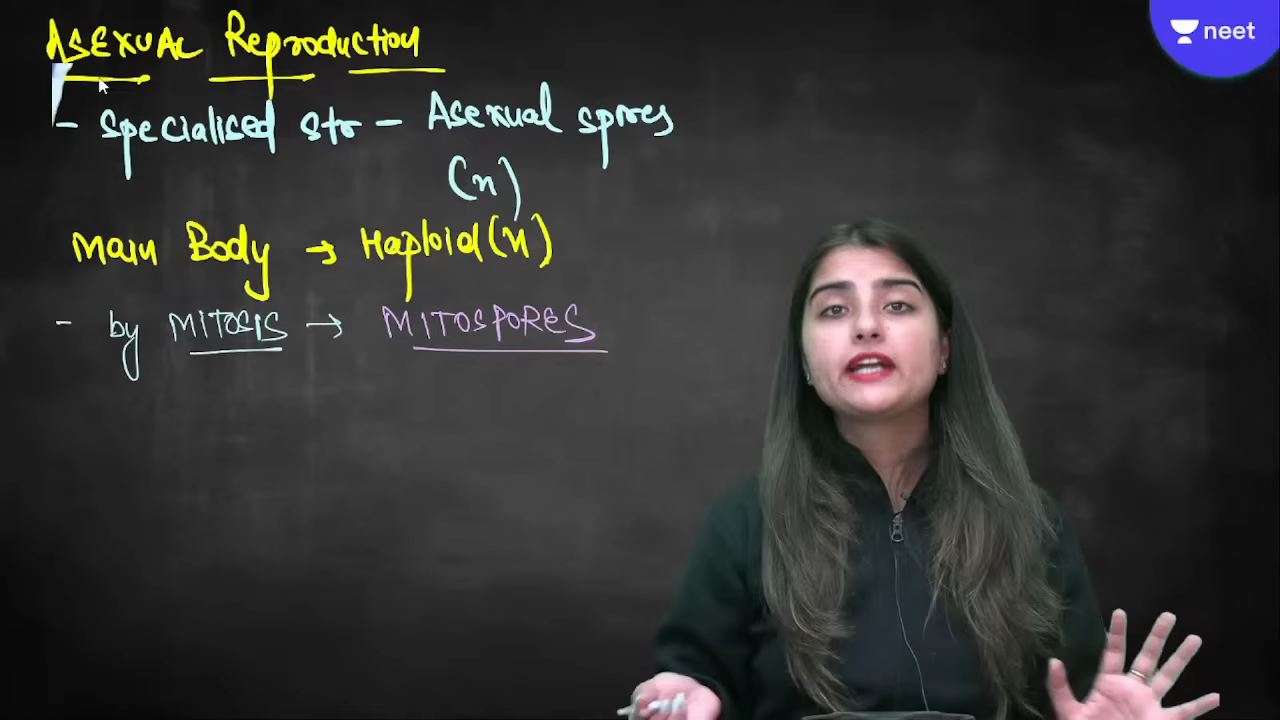 ASEXUAL Reproduction
neet
- Specialised str - Asexual spores
(n)
Main Body → Haploid (n)
- by MITOSIS → MITOSPORES